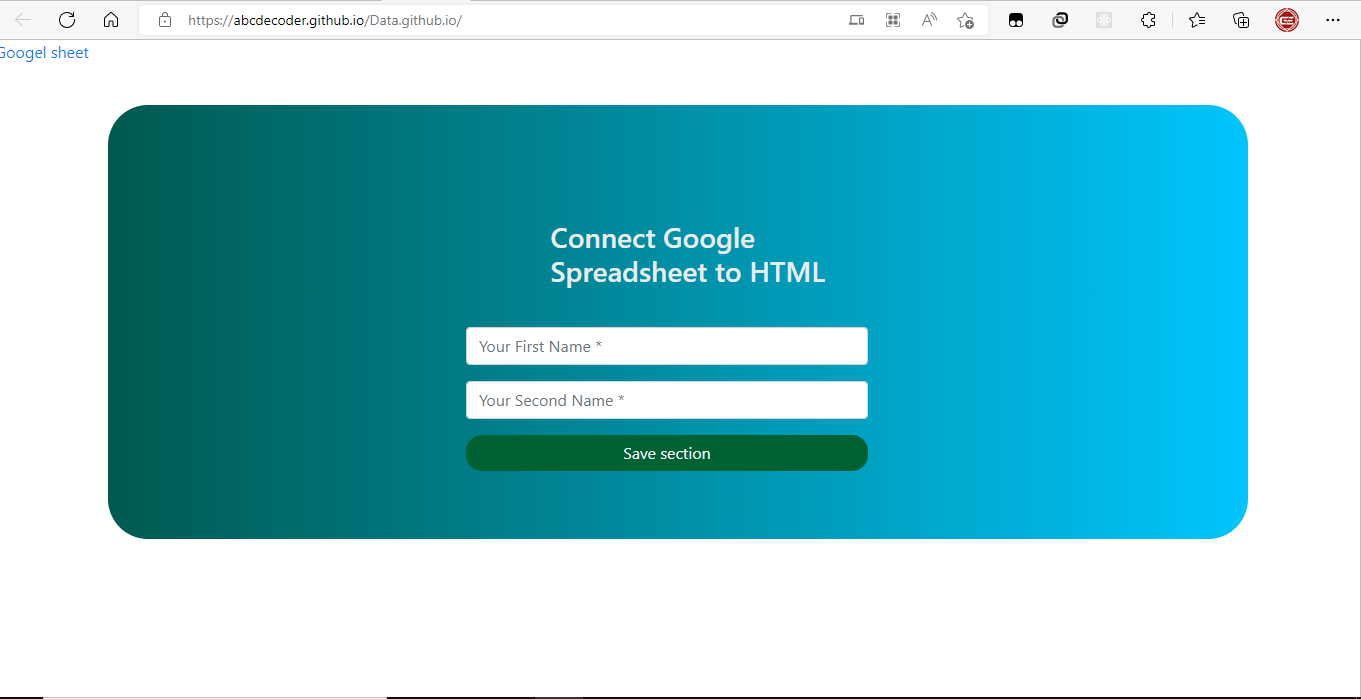 https://abcdecoder.github.io/Data.github.io/
Googel sheet
Connect Google
Spreadsheet to HTML
Your First Name *
Your Second Name *
Save section